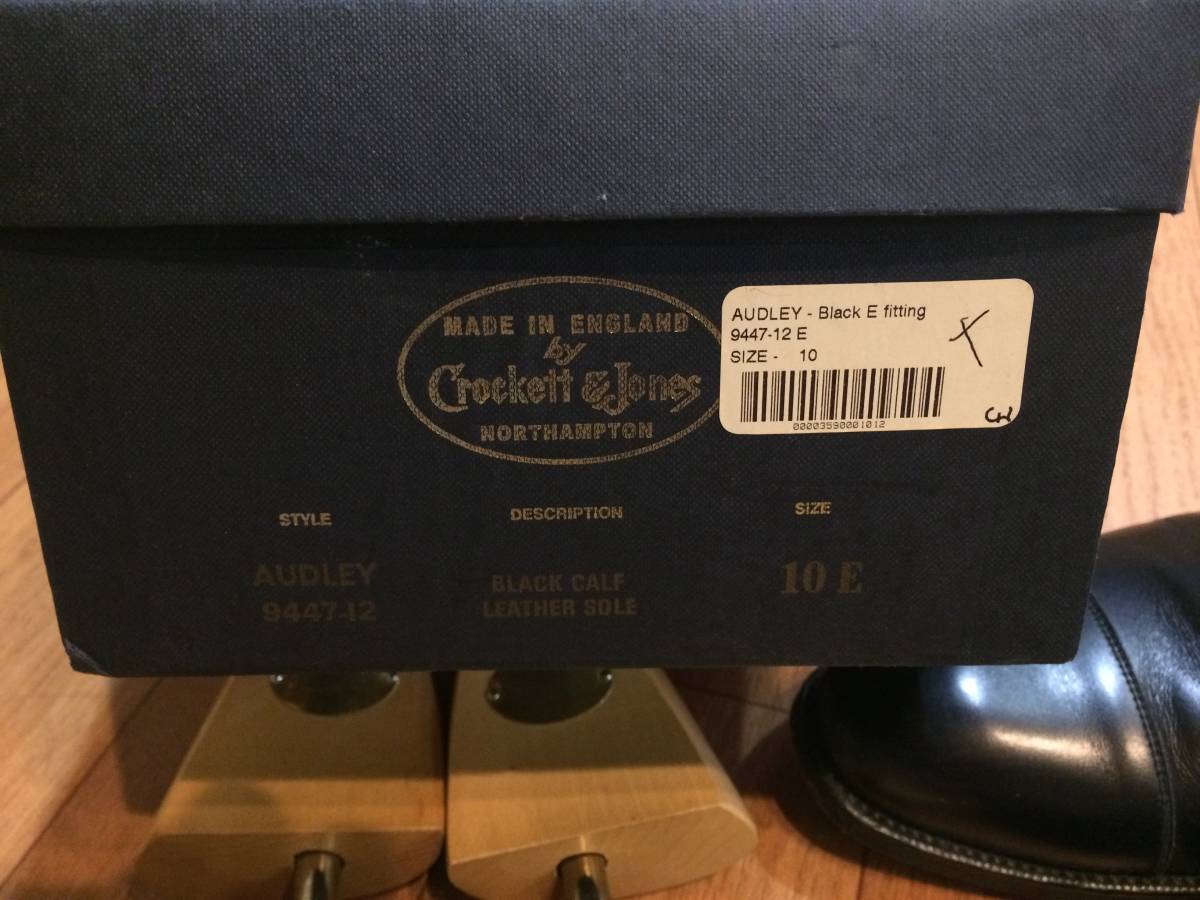 MADE IN ENGLAND
by
Crockett & Jones
NORTHAMPTON
AUDLEY - Black E fitting
9447-12 E
SIZE - 10
00003590001012
STYLE
DESCRIPTION
SIZE
AUDLEY
9447-12
BLACK CALF
LEATHER SOLE
10 E